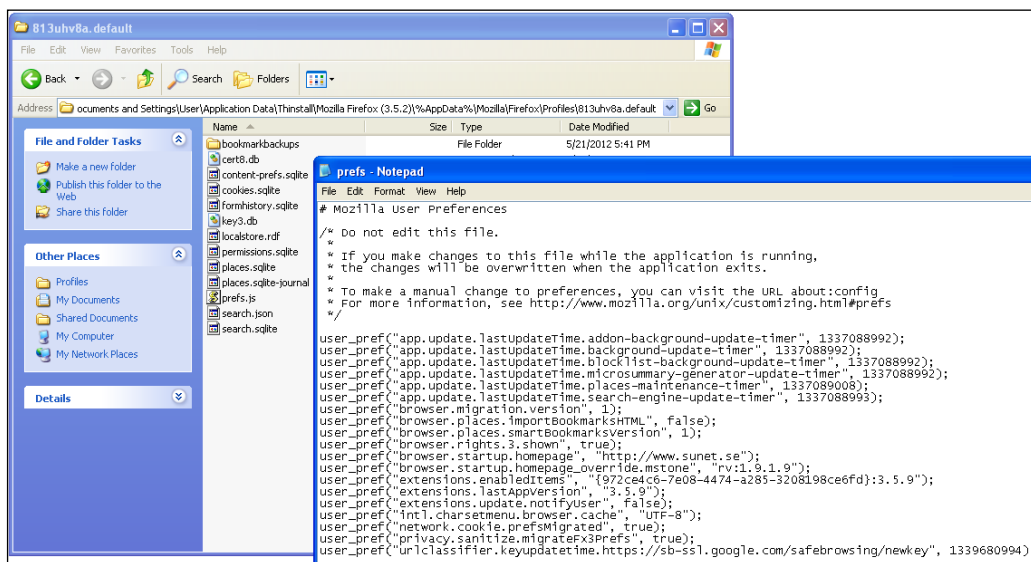 813uhv8a.default
File Edit View Favorites Tools Help
Back Search Folders
Address ocuments and Settings\User\Application Data\Thinstall\Mozilla Firefox (3.5.2)\%AppData%\Mozilla\Firefox\Profiles\813uhv8a.default Go
File and Folder Tasks
Make a new folder
Publish this folder to the
Web
Share this folder
Other Places
Profiles
My Documents
Shared Documents
My Computer
My Network Places
Details
Name Size Type Date Modified
bookmarkbackups File Folder 5/21/2012 5:41 PM
cert8.db
content-prefs.sqlite
cookies.sqlite
formhistory.sqlite
key3.db
localstore.rdf
permissions.sqlite
places.sqlite
places.sqlite-journal
prefs.js
search.json
search.sqlite
prefs - Notepad
File Edit Format View Help
# Mozilla User Preferences
/* Do not edit this file.
*
* If you make changes to this file while the application is running,
* the changes will be overwritten when the application exits.
*
* To make a manual change to preferences, you can visit the URL about:config
* For more information, see http://www.mozilla.org/unix/customizing.html#prefs
*/
user_pref("app.update.lastUpdateTime.addon-background-update-timer", 1337088992);
user_pref("app.update.lastUpdateTime.background-update-timer", 1337088992);
user_pref("app.update.lastUpdateTime.blocklist-background-update-timer", 1337088992);
user_pref("app.update.lastUpdateTime.microsummary-generator-update-timer", 1337088992);
user_pref("app.update.lastUpdateTime.places-maintenance-timer", 1337089008);
user_pref("app.update.lastUpdateTime.search-engine-update-timer", 1337088993);
user_pref("browser.migration.version", 1);
user_pref("browser.places.importBookmarksHTML", false);
user_pref("browser.places.smartBookmarksVersion", 1);
user_pref("browser.rights.3.shown", true);
user_pref("browser.startup.homepage", "http://www.sunet.se");
user_pref("browser.startup.homepage_override.mstone", "rv:1.9.1.9");
user_pref("extensions.enabledItems", "{972ce4c6-7e08-4474-a285-3208198ce6fd}:3.5.9");
user_pref("extensions.lastAppVersion", "3.5.9");
user_pref("extensions.update.notifyUser", false);
user_pref("intl.charsetmenu.browser.cache", "UTF-8");
user_pref("network.cookie.prefsMigrated", true);
user_pref("privacy.sanitize.migrateFx3Prefs", true);
user_pref("urlclassifier.keyupdatetime.https://sb-ssl.google.com/safebrowsing/newkey", 1339680994)